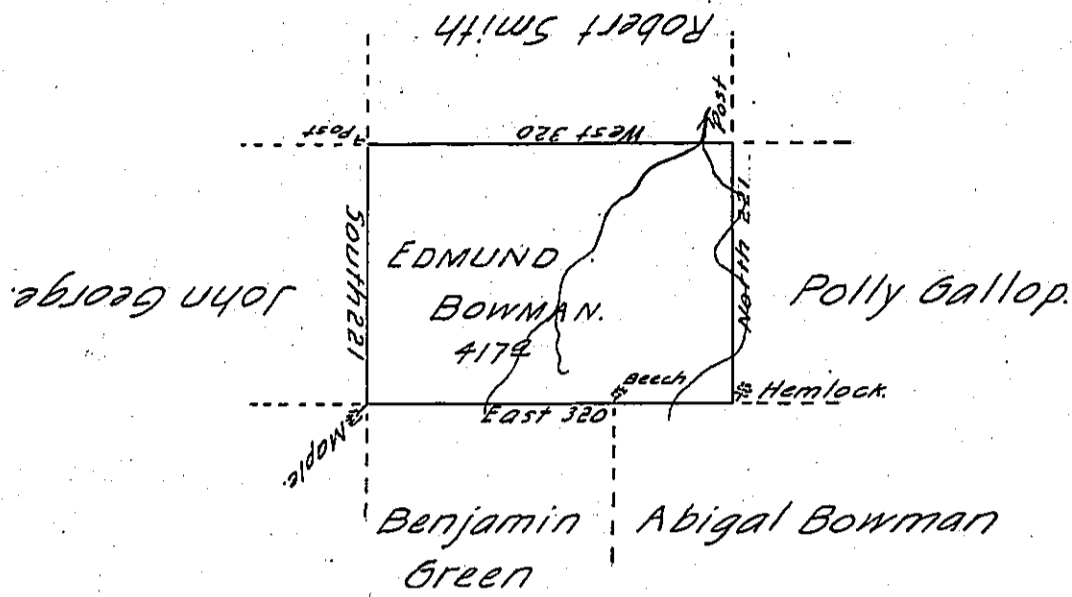 Robert Smith
Post
West 320
Post
South 221
North 221
EDMUND
BOWMAN.
417a
John George.
Polly Gallop.
Beech
Hemlock.
East 320
Maple.
Benjamin
Green
Abigal Bowman